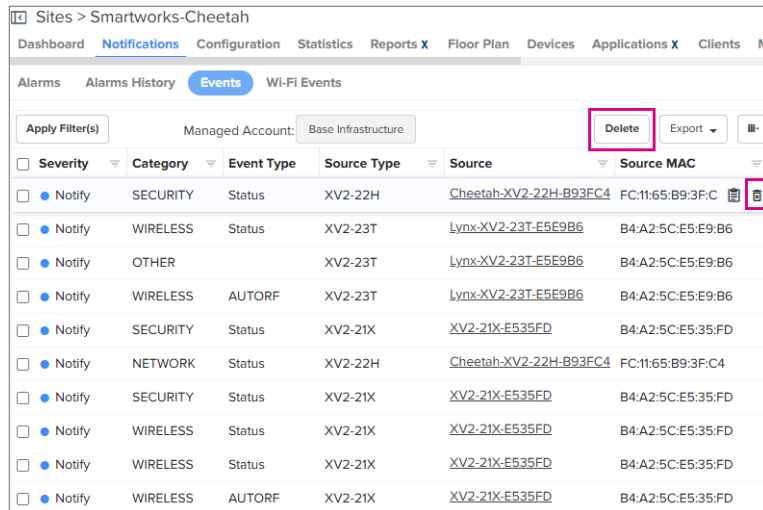 Sites > Smartworks-Cheetah
Dashboard Notifications Configuration Statistics Reports X Floor Plan Devices Applications X Clients
Alarms Alarms History Events Wi-Fi Events
Apply Filter(s) Managed Account: Base Infrastructure Delete Export
Severity Category Event Type Source Type Source Source MAC
Notify SECURITY Status XV2-22H Cheetah-XV2-22H-B93FC4 FC:11:65:B9:3F:C
Notify WIRELESS Status XV2-23T Lynx-XV2-23T-E5E9B6 B4:A2:5C:E5:E9:B6
Notify OTHER XV2-23T Lynx-XV2-23T-E5E9B6 B4:A2:5C:E5:E9:B6
Notify WIRELESS AUTORF XV2-23T Lynx-XV2-23T-E5E9B6 B4:A2:5C:E5:E9:B6
Notify SECURITY Status XV2-21X XV2-21X-E535FD B4:A2:5C:E5:35:FD
Notify NETWORK Status XV2-22H Cheetah-XV2-22H-B93FC4 FC:11:65:B9:3F:C4
Notify SECURITY Status XV2-21X XV2-21X-E535FD B4:A2:5C:E5:35:FD
Notify WIRELESS Status XV2-21X XV2-21X-E535FD B4:A2:5C:E5:35:FD
Notify WIRELESS Status XV2-21X XV2-21X-E535FD B4:A2:5C:E5:35:FD
Notify WIRELESS AUTORF XV2-21X XV2-21X-E535FD B4:A2:5C:E5:35:FD